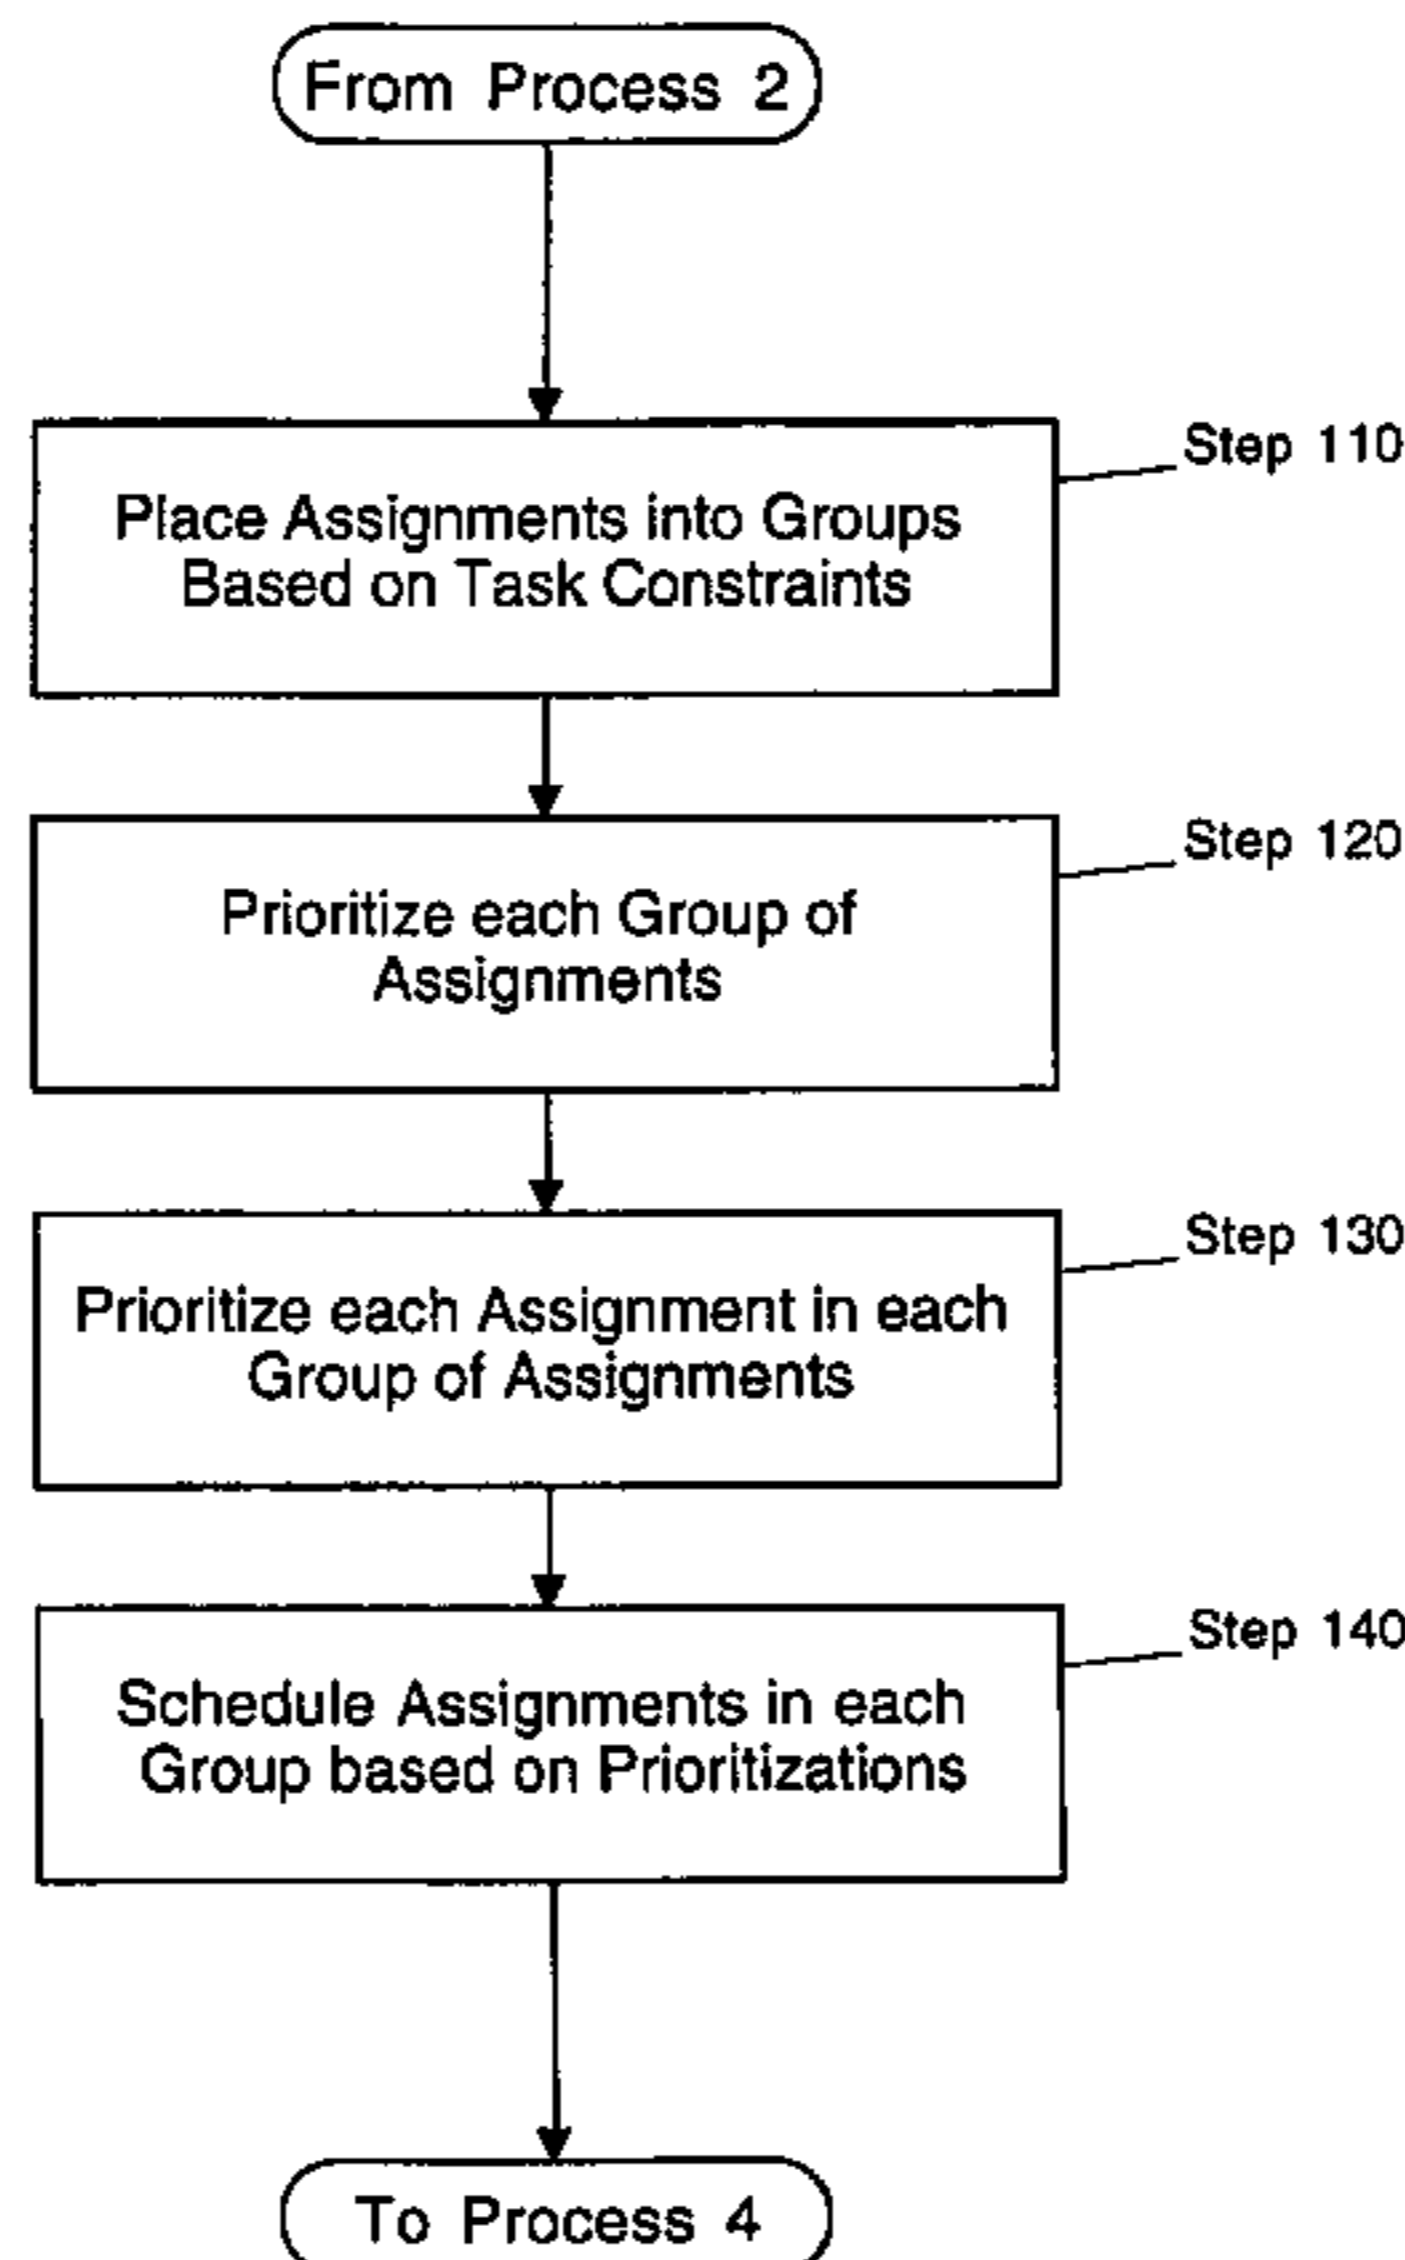 From Process 2
Step 110
Place Assignments into Groups
Based on Task Constraints
Step 120
Prioritize each Group of
Assignments
Step 130
Prioritize each Assignment in each
Group of Assignments
Step 140
Schedule Assignments in each
Group based on Prioritizations
To Process 4